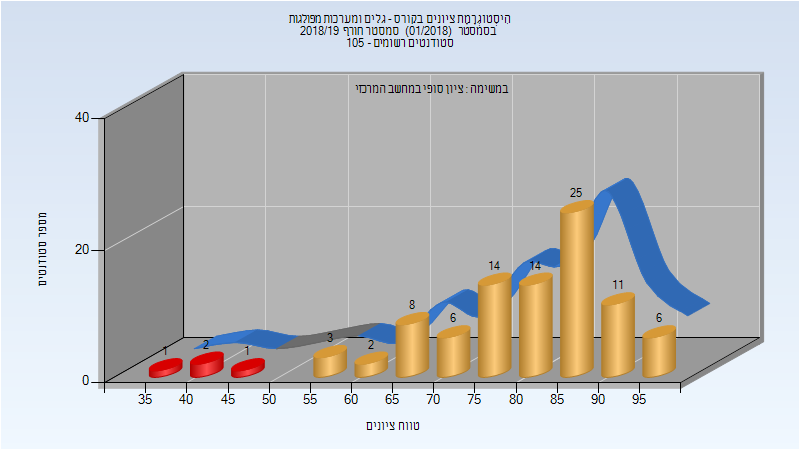 היסטוגרמת ציונים בקורס - גלים ומערכות מפולגות
בסמסטר (01/2018) סמסטר חורף 2018/19
סטודנטים רשומים - 105
במשימה : ציון סופי במחשב המרכזי
מספר סטודנטים
40
20
0
1 2 1 3 2 8 6 14 14 25 11 6
35 40 45 50 55 60 65 70 75 80 85 90 95
טווח ציונים